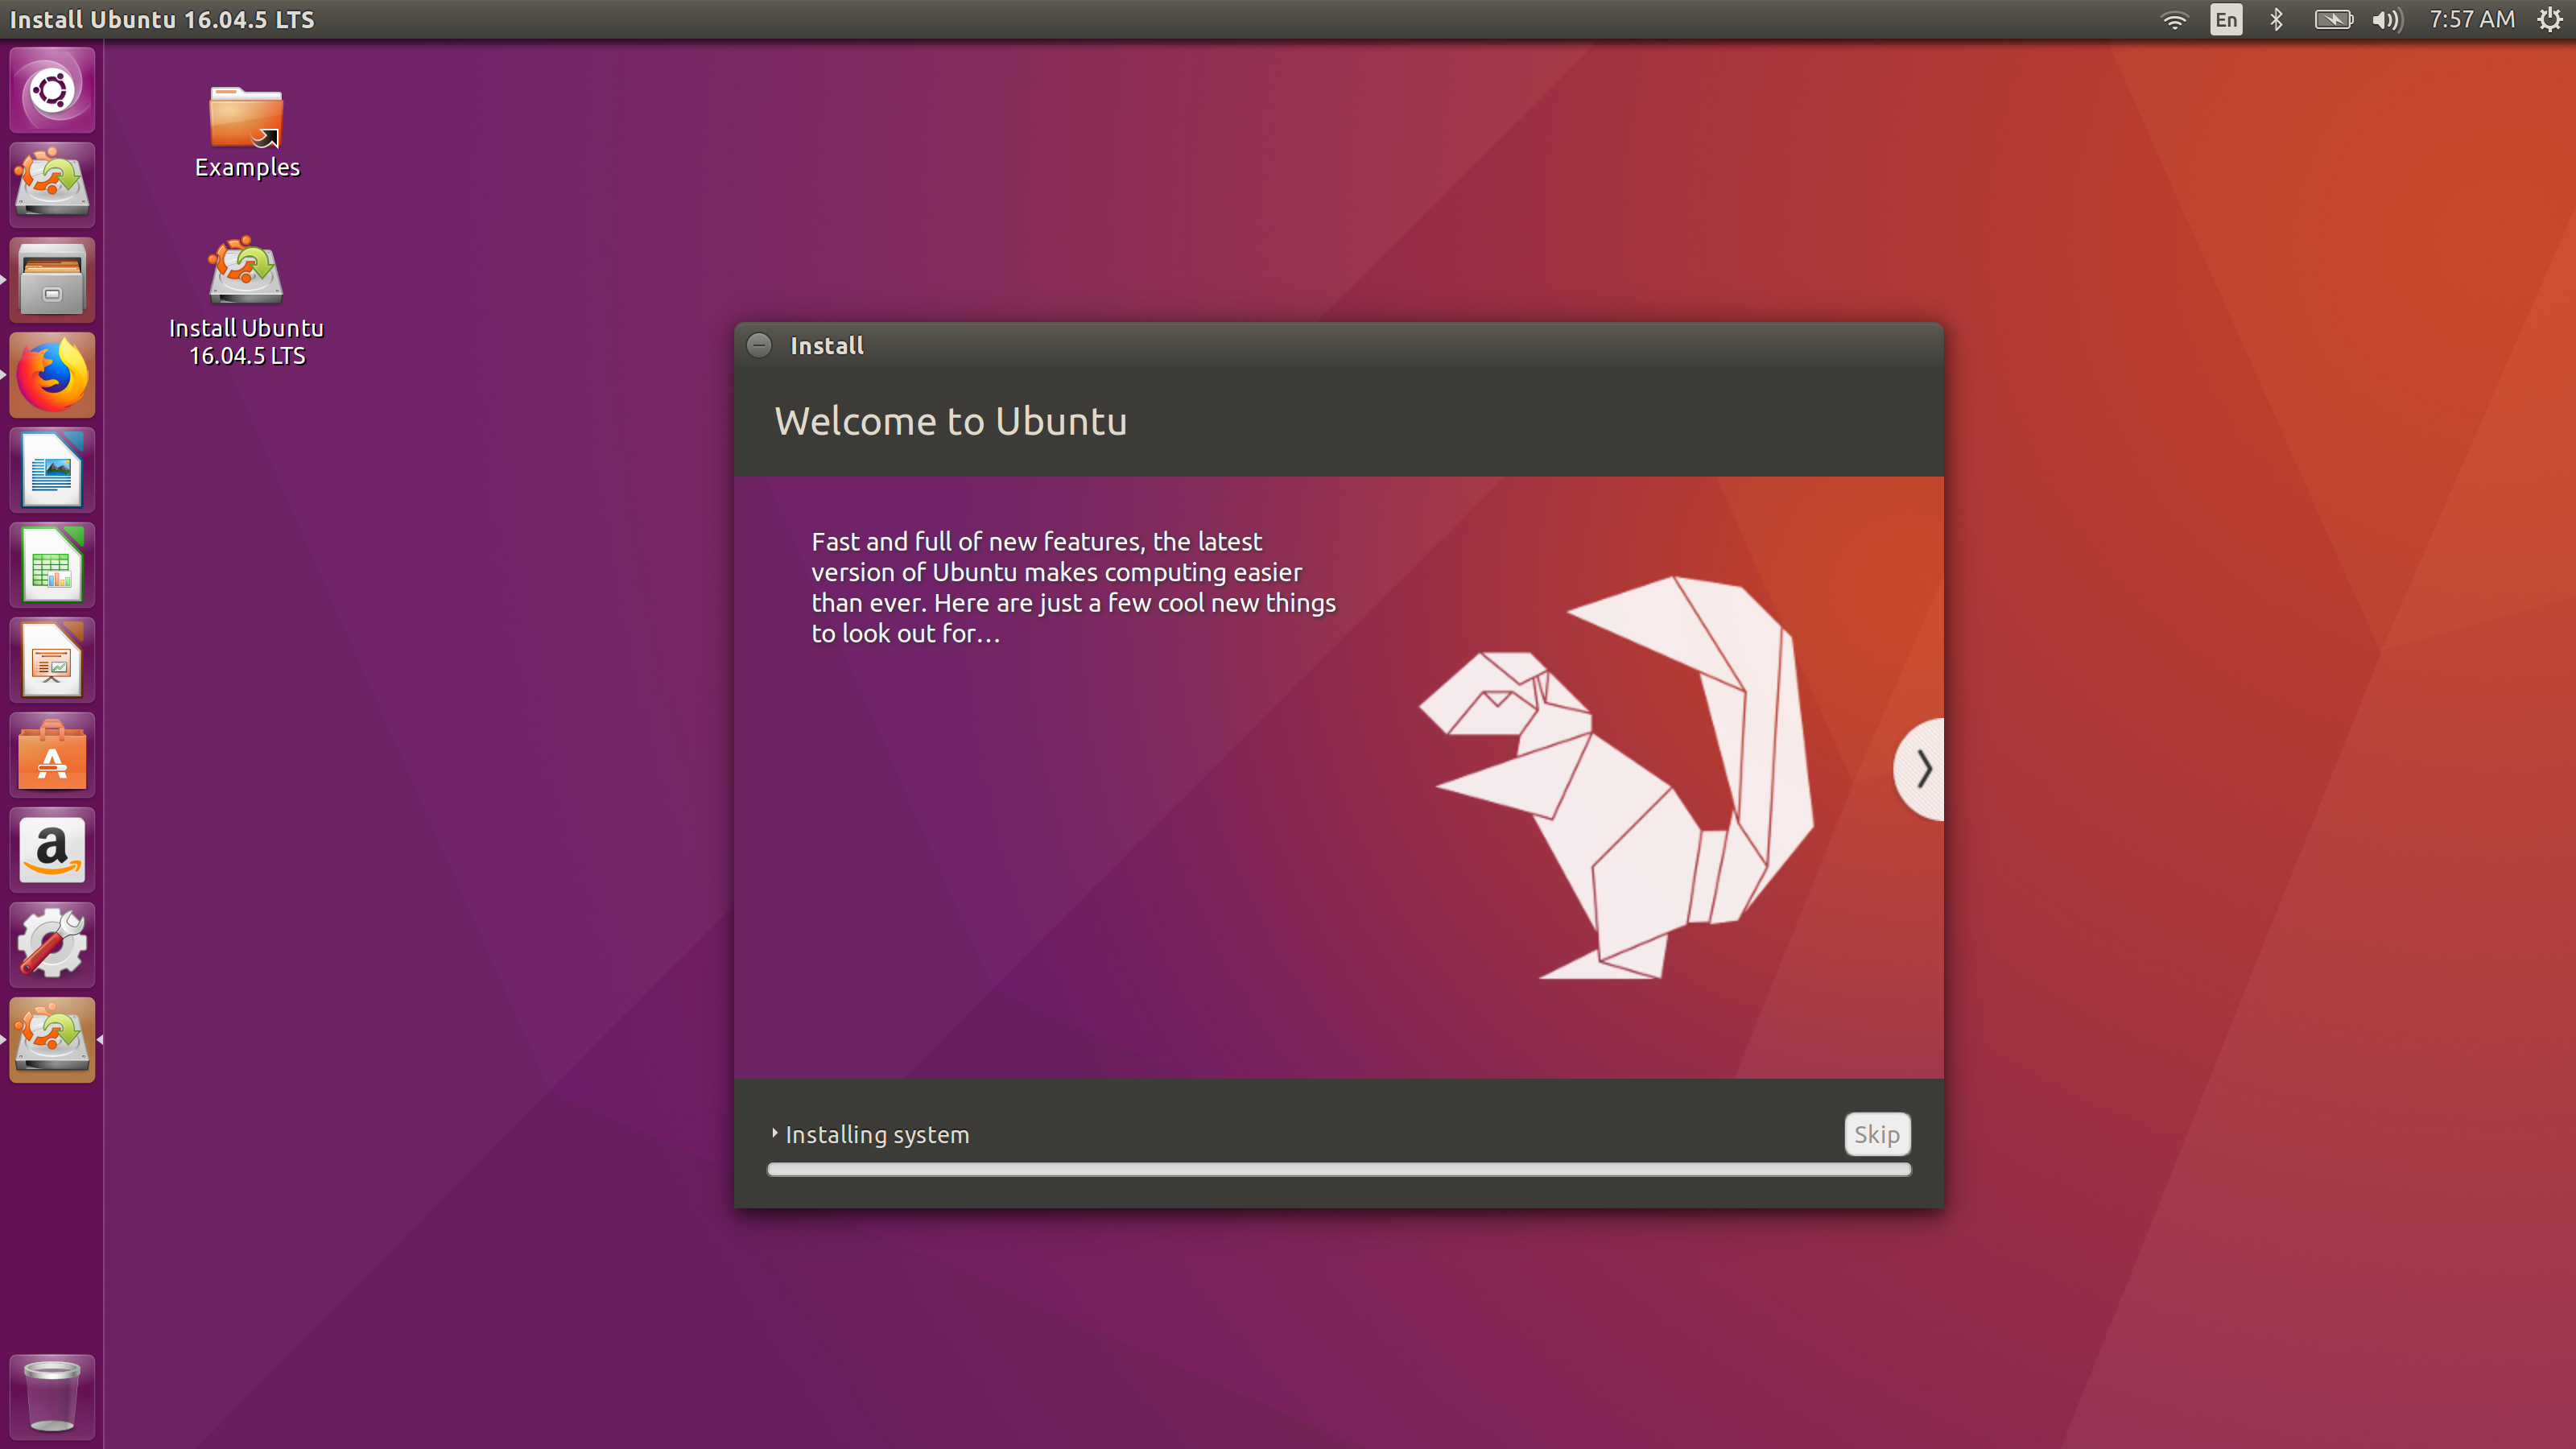 Install Ubuntu 16.04.5 LTS
En
7:57 AM
Examples
Install Ubuntu
16.04.5 LTS
Install
Welcome to Ubuntu
Fast and full of new features, the latest
version of Ubuntu makes computing easier
than ever. Here are just a few cool new things
to look out for…
Installing system
Skip